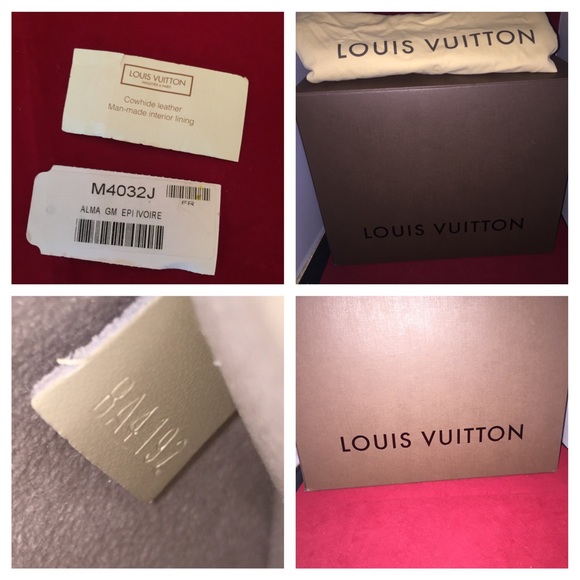 LOUIS VUITTON
Cowhide leather
Man-made interior lining
M4032J
FR
ALMA GM EPI IVOIRE
LOUIS VUITTON
LOUIS VUITTON
BA4192
LOUIS VUITTON